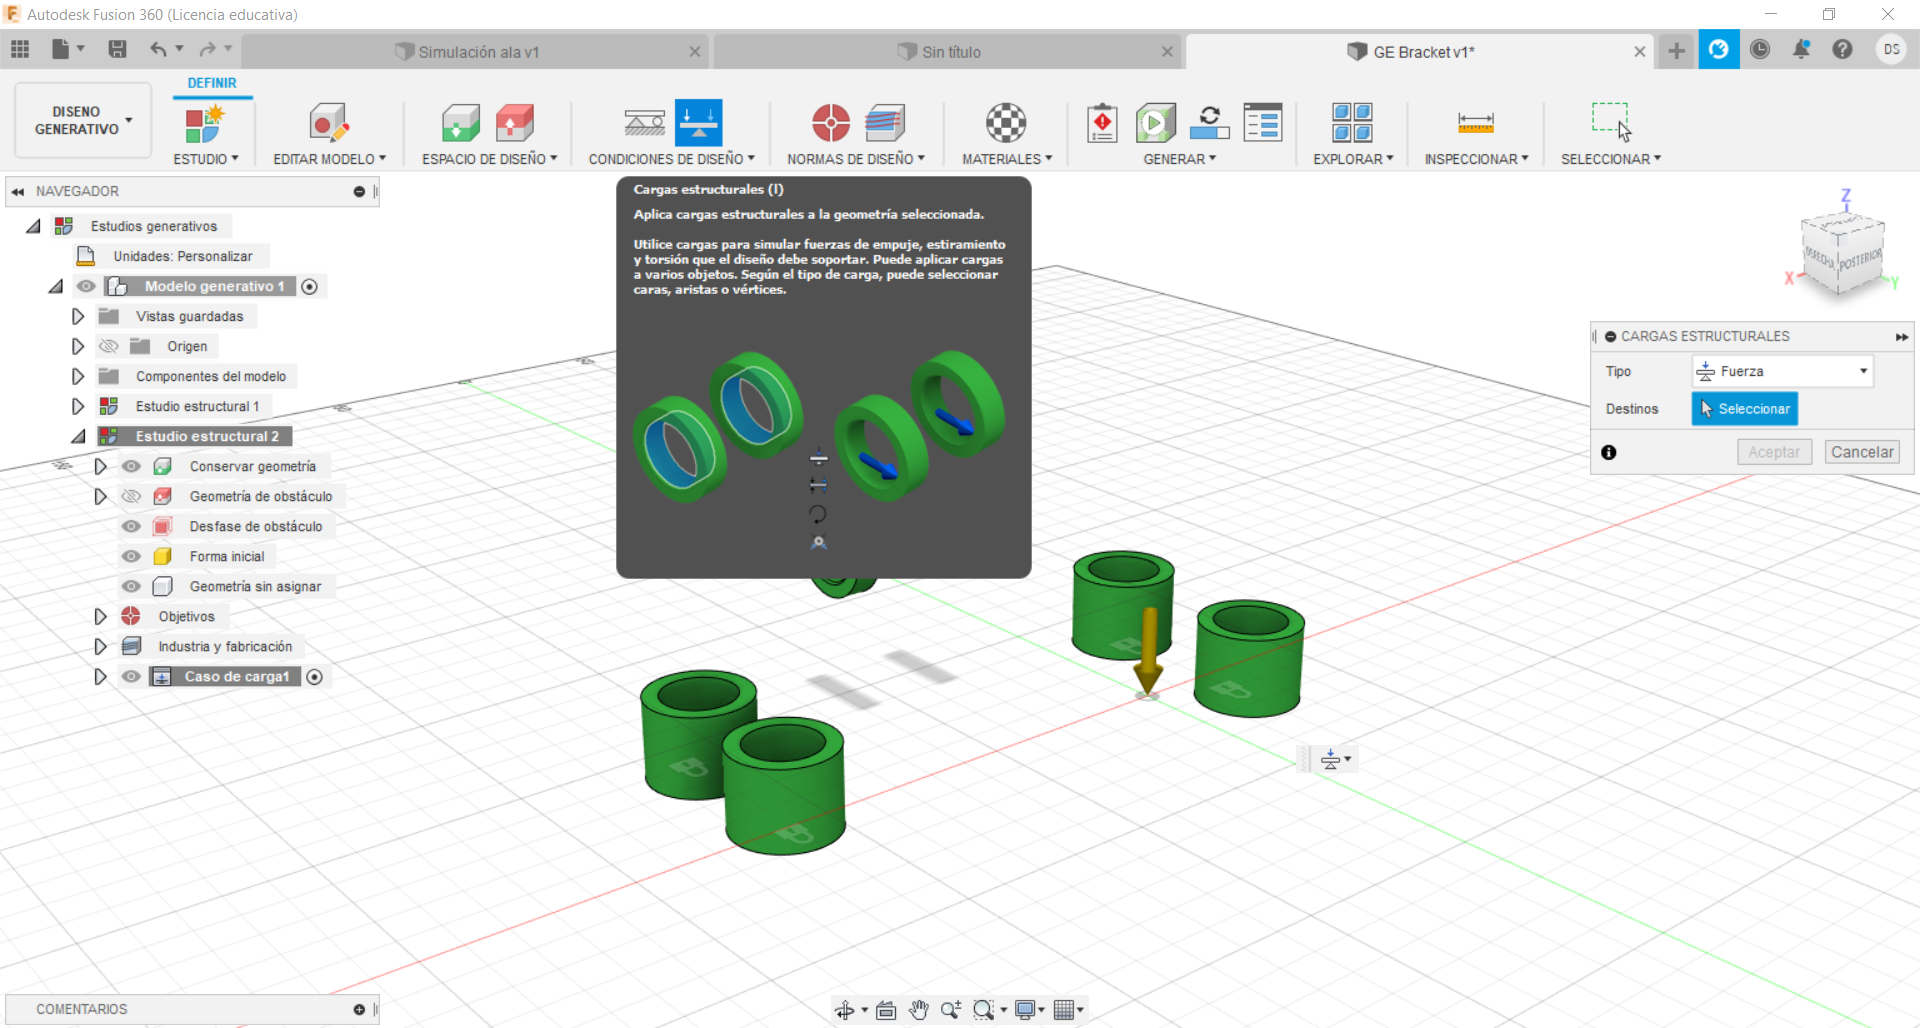 Autodesk Fusion 360 (Licencia educativa)
Simulación ala v1
Sin título
GE Bracket v1*
DS
DISENO
GENERATIVO
DEFINIR
ESTUDIO
EDITAR MODELO
ESPACIO DE DISEÑO
CONDICIONES DE DISEÑO
NORMAS DE DISEÑO
MATERIALES
GENERAR
EXPLORAR
INSPECCIONAR
SELECCIONAR
NAVEGADOR
Estudios generativos
Unidades: Personalizar
Modelo generativo 1
Vistas guardadas
Origen
Componentes del modelo
Estudio estructural 1
Estudio estructural 2
Conservar geometría
Geometría de obstáculo
Desfase de obstáculo
Forma inicial
Geometría sin asignar
Objetivos
Industria y fabricación
Caso de carga1
Cargas estructurales (I)
Aplica cargas estructurales a la geometría seleccionada.
Utilice cargas para simular fuerzas de empuje, estiramiento
y torsión que el diseño debe soportar. Puede aplicar cargas
a varios objetos. Según el tipo de carga, puede seleccionar
caras, aristas o vértices.
Z
X
Y
DERECHA
POSTERIOR
CARGAS ESTRUCTURALES
Tipo
Fuerza
Destinos
Seleccionar
Aceptar
Cancelar
COMENTARIOS